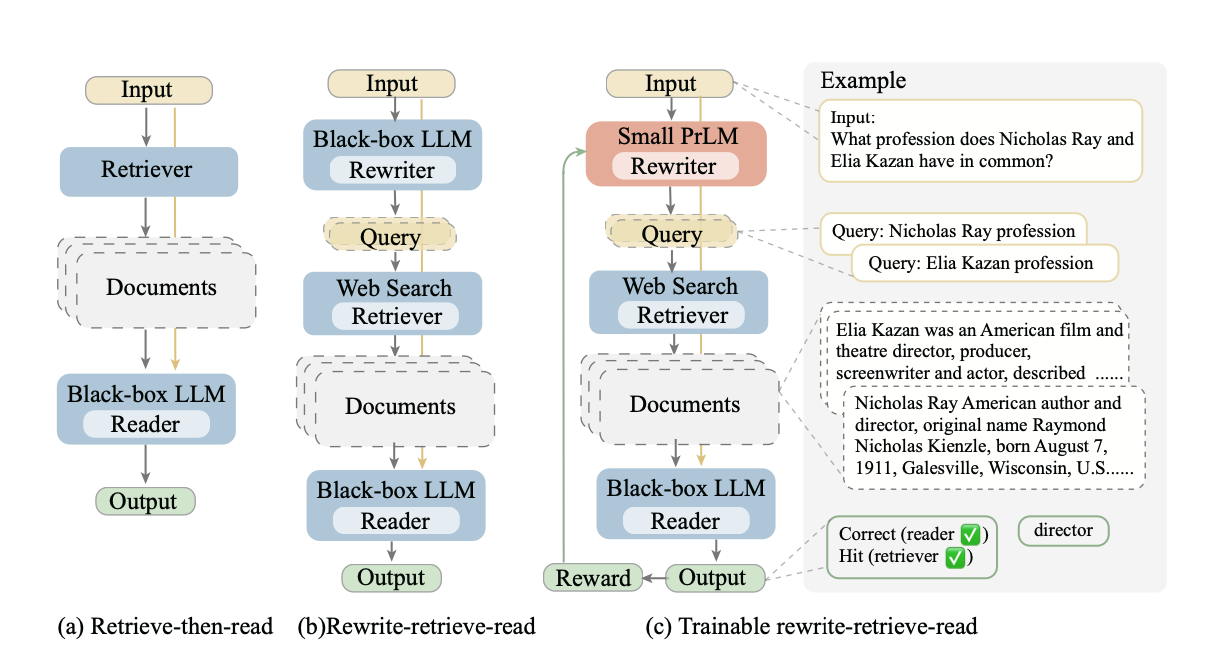 Input
Retriever
Documents
Black-box LLM
Reader
Output
(a) Retrieve-then-read
Input
Black-box LLM
Rewriter
Query
Web Search
Retriever
Documents
Black-box LLM
Reader
Output
(b)Rewrite-retrieve-read
Input
Small PrLM
Rewriter
Query
Web Search
Retriever
Documents
Black-box LLM
Reader
Reward
Output
(c) Trainable rewrite-retrieve-read
Example
Input:
What profession does Nicholas Ray and
Elia Kazan have in common?
Query: Nicholas Ray profession
Query: Elia Kazan profession
Elia Kazan was an American film and
theatre director, producer,
screenwriter and actor, described ......
Nicholas Ray American author and
director, original name Raymond
Nicholas Kienzle, born August 7,
1911, Galesville, Wisconsin, U.S......
Correct (reader ✅)
Hit (retriever ✅)
director